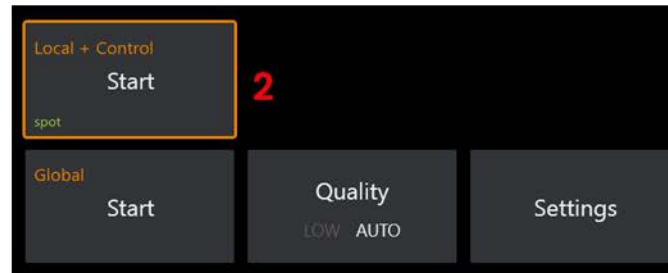 Local + Control
Start
2
spot
Global
Start
Quality
LOW AUTO
Settings